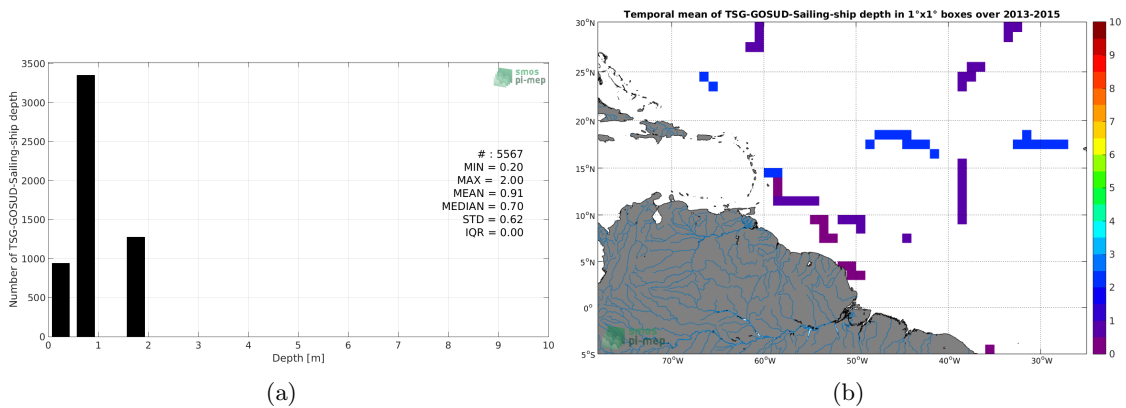 3500
3000
2500
2000
1500
1000
500
0
Number of TSG-GOSUD-Sailing-ship depth
smos
pi-mep
# : 5567
MIN = 0.20
MAX = 2.00
MEAN = 0.91
MEDIAN = 0.70
STD = 0.62
IQR = 0.00
0 1 2 3 4 5 6 7 8 9 10
Depth [m]
(a)
Temporal mean of TSG-GOSUD-Sailing-ship depth in 1°x1° boxes over 2013-2015
30°N
25°N
20°N
15°N
10°N
5°N
0°
5°S
70°W 60°W 50°W 40°W 30°W
smos
pi-mep
10
9
8
7
6
5
4
3
2
1
0
(b)